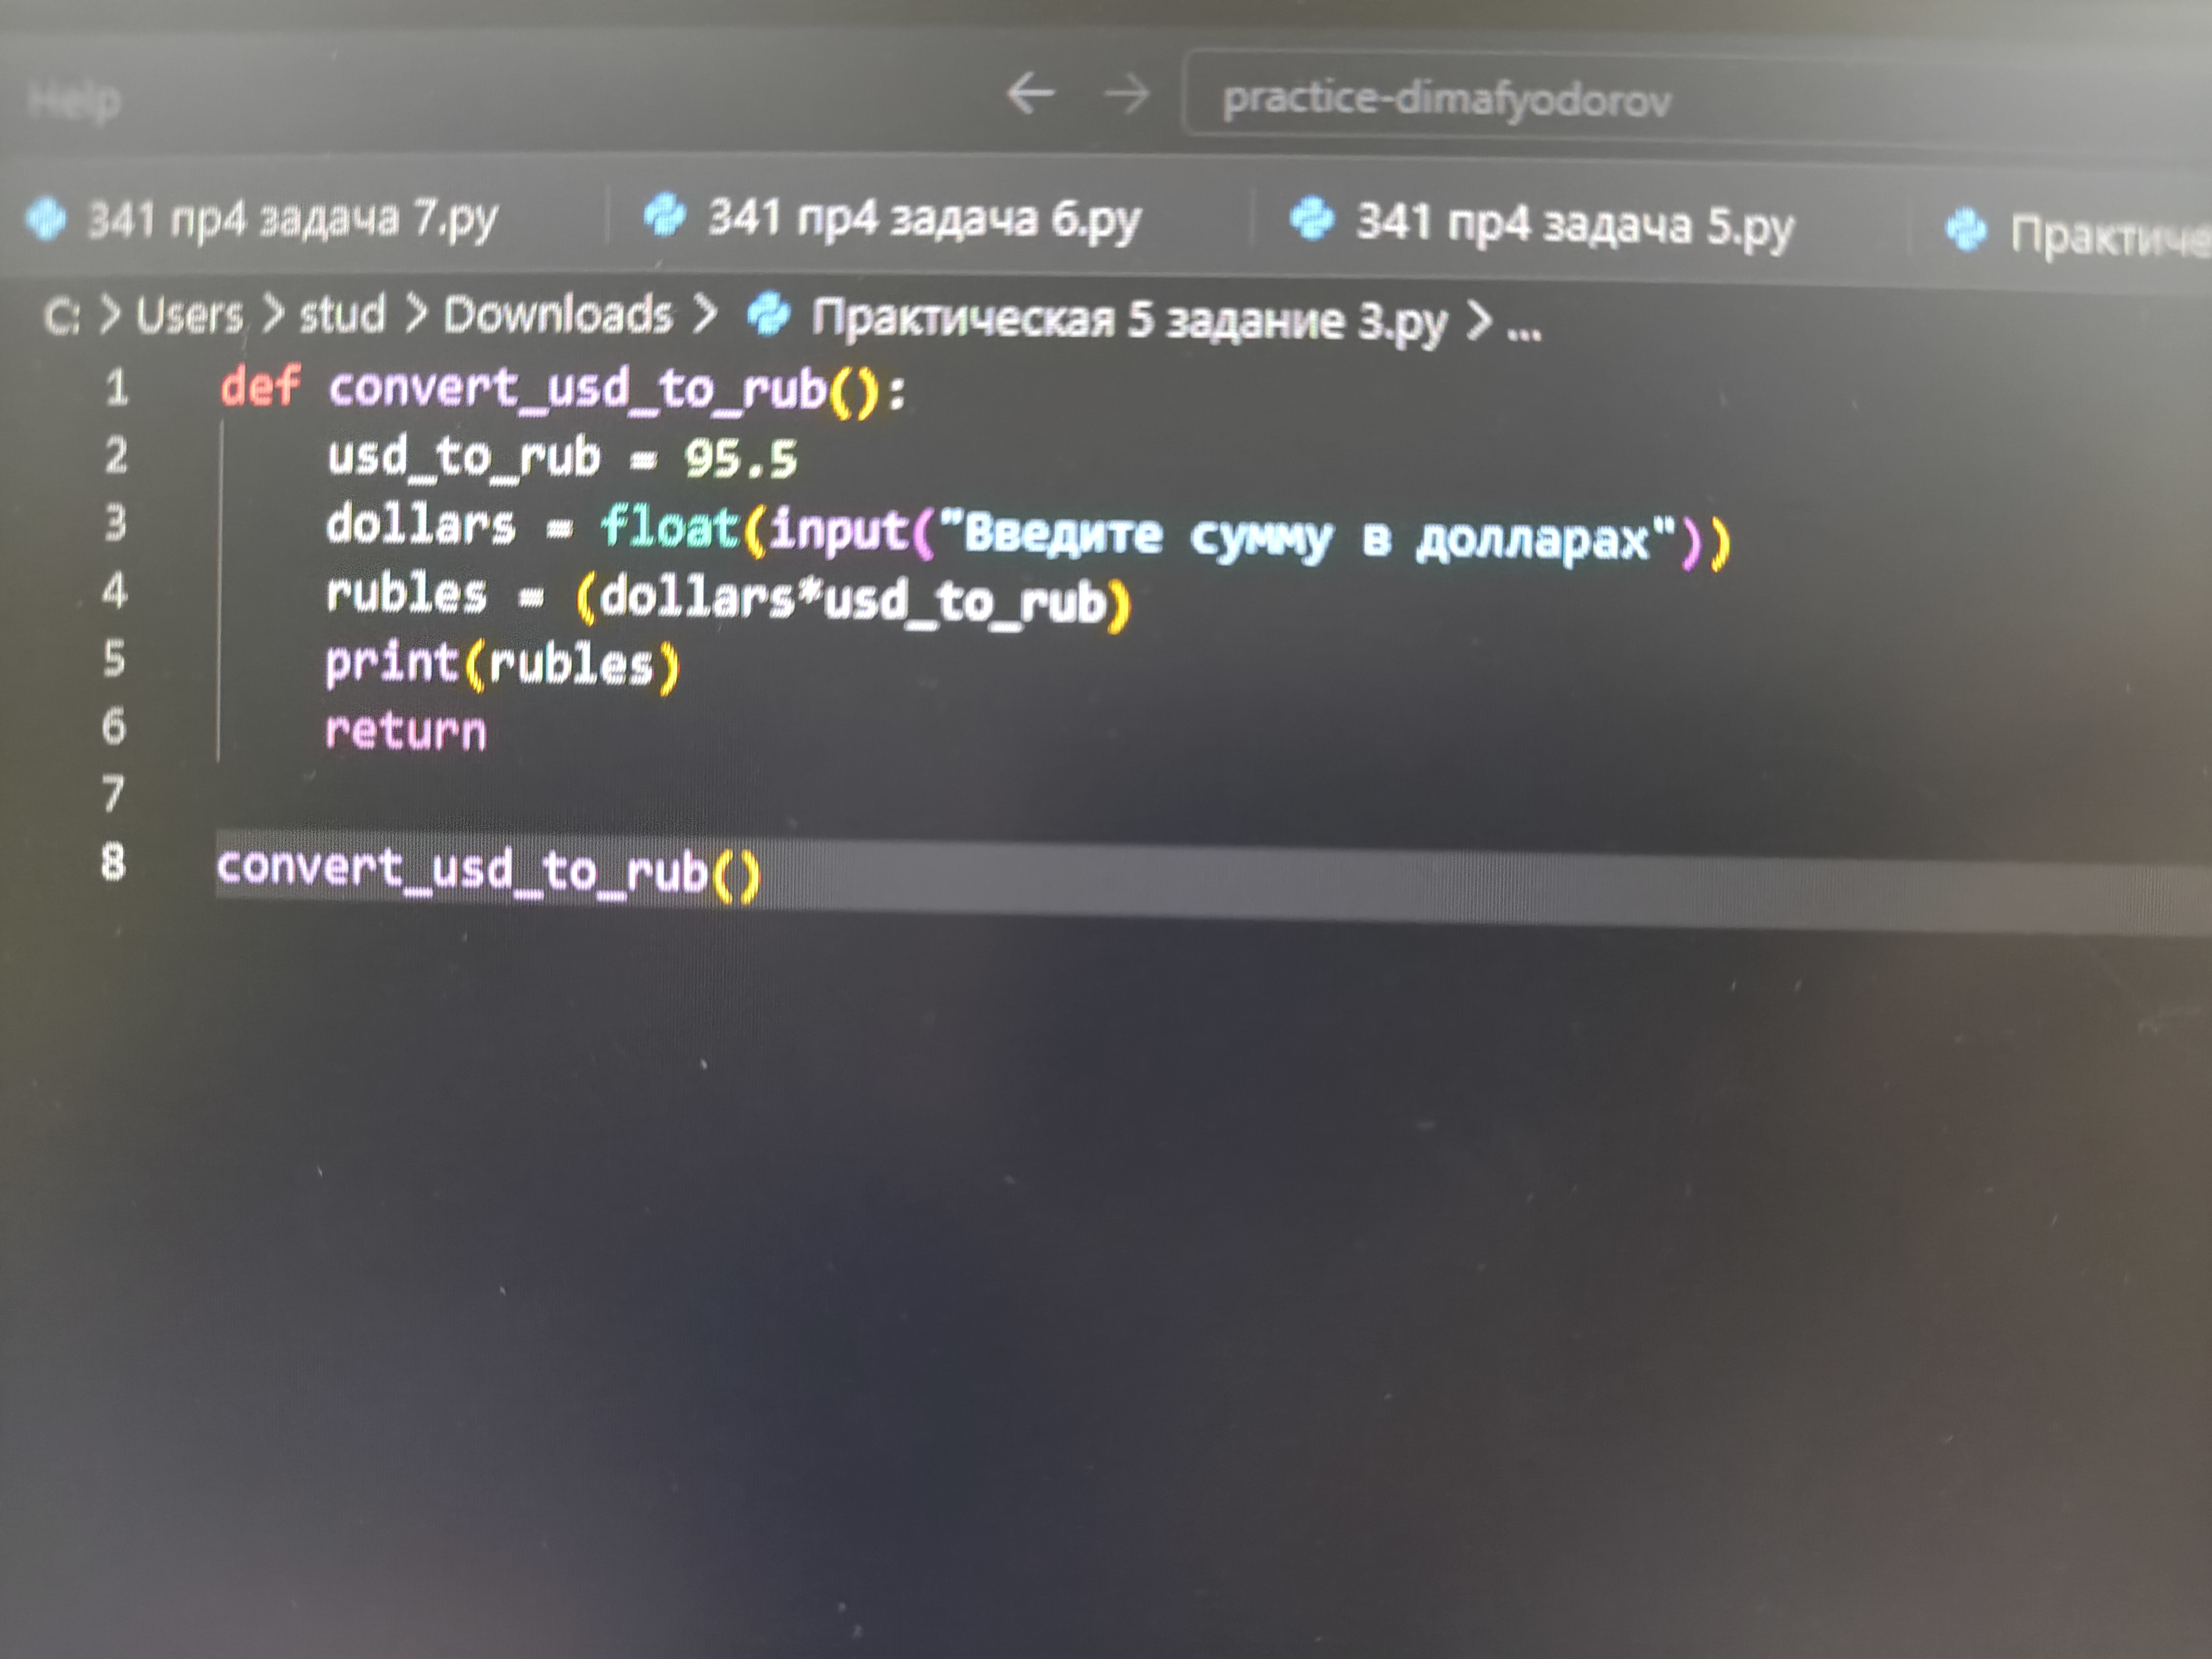 Help
← → practice-dimafyodorov
341 пр4 задача 7.py 341 пр4 задача 6.py 341 пр4 задача 5.py Практиче
C: > Users > stud > Downloads > Практическая 5 задание 3.py > ...
1 def convert_usd_to_rub():
2 usd_to_rub = 95.5
3 dollars = float(input("Введите сумму в долларах"))
4 rubles = (dollars*usd_to_rub)
5 print(rubles)
6 return
7
8 convert_usd_to_rub()